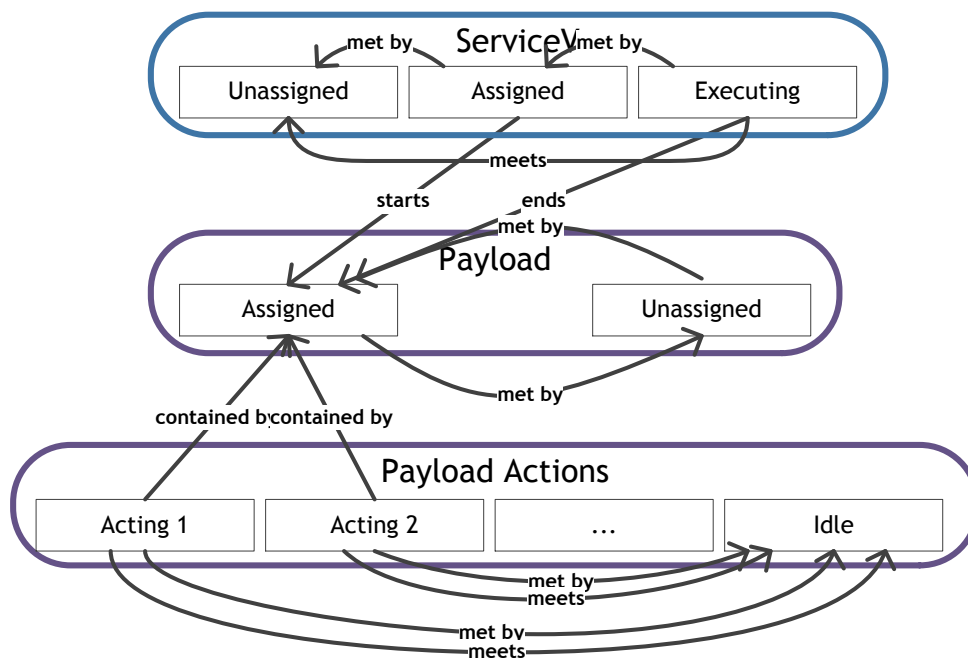 ServiceV
met by
met by
Unassigned
Assigned
Executing
meets
starts
ends
met by
Payload
Assigned
Unassigned
met by
contained by
contained by
Payload Actions
Acting 1
Acting 2
...
Idle
met by
meets
met by
meets